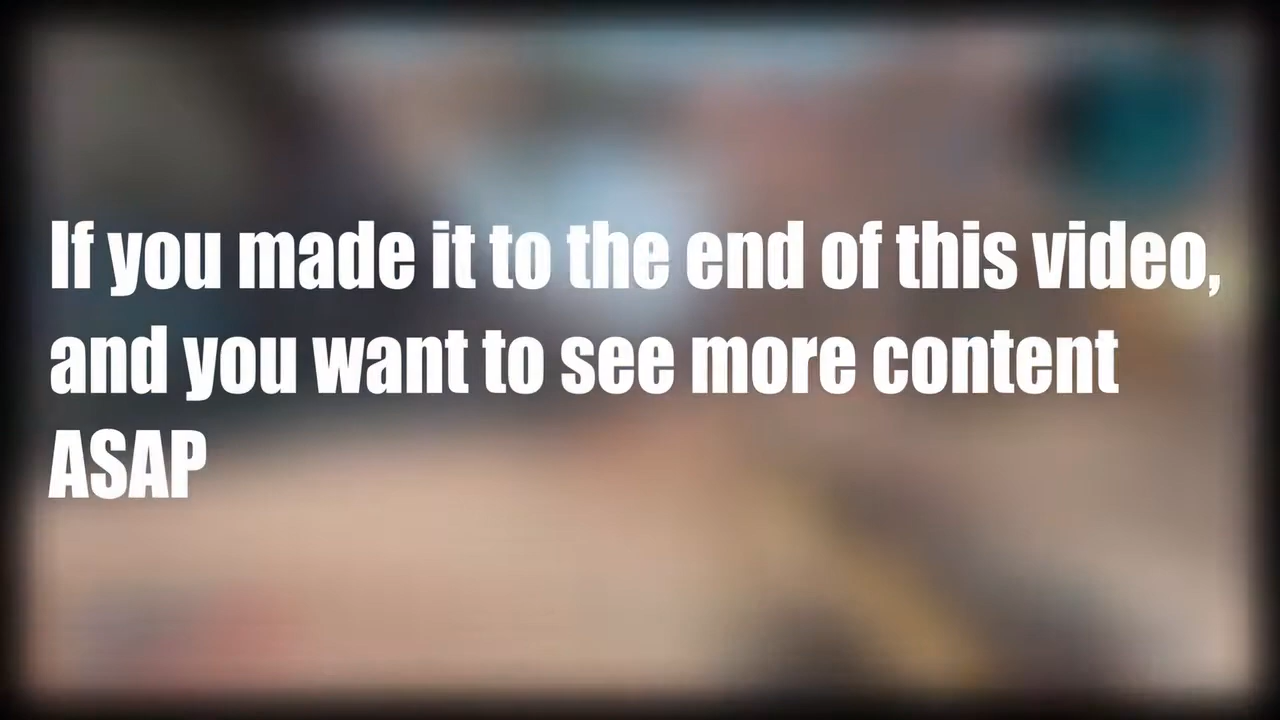 If you made it to the end of this video,
and you want to see more content
ASAP